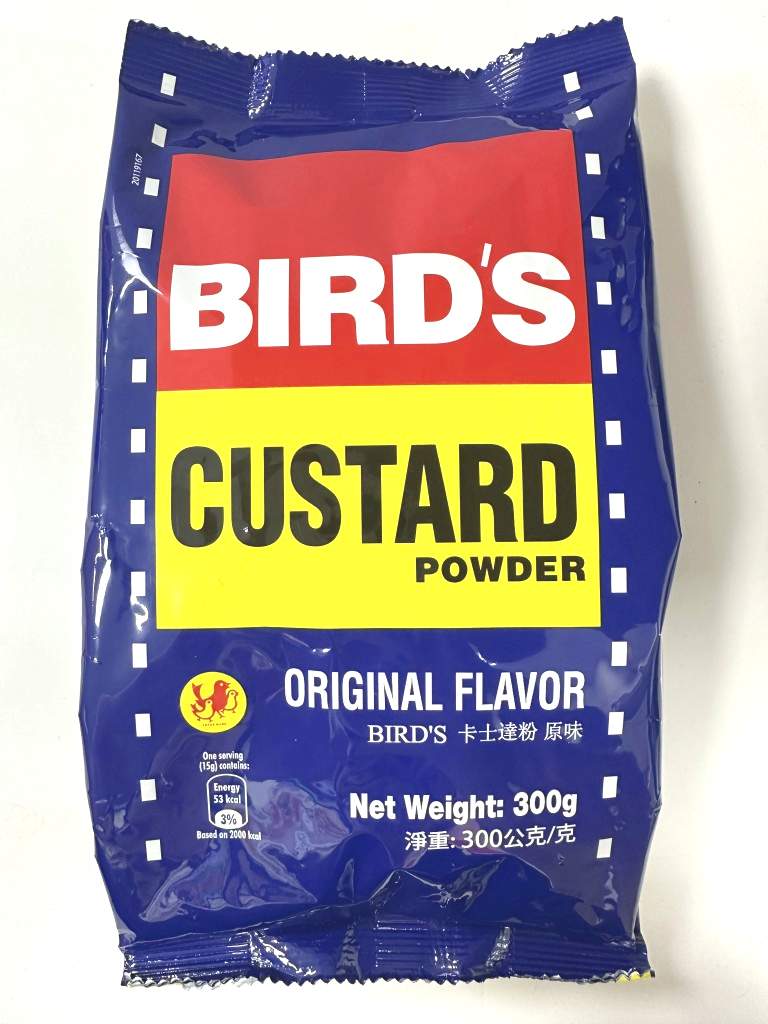 20119167
BIRD'S
CUSTARD
POWDER
ORIGINAL FLAVOR
BIRD'S 卡士達粉 原味
One serving
(15g) contains:
Energy
53 kcal
3%
Based on 2000 kcal
Net Weight: 300g
淨重: 300公克/克